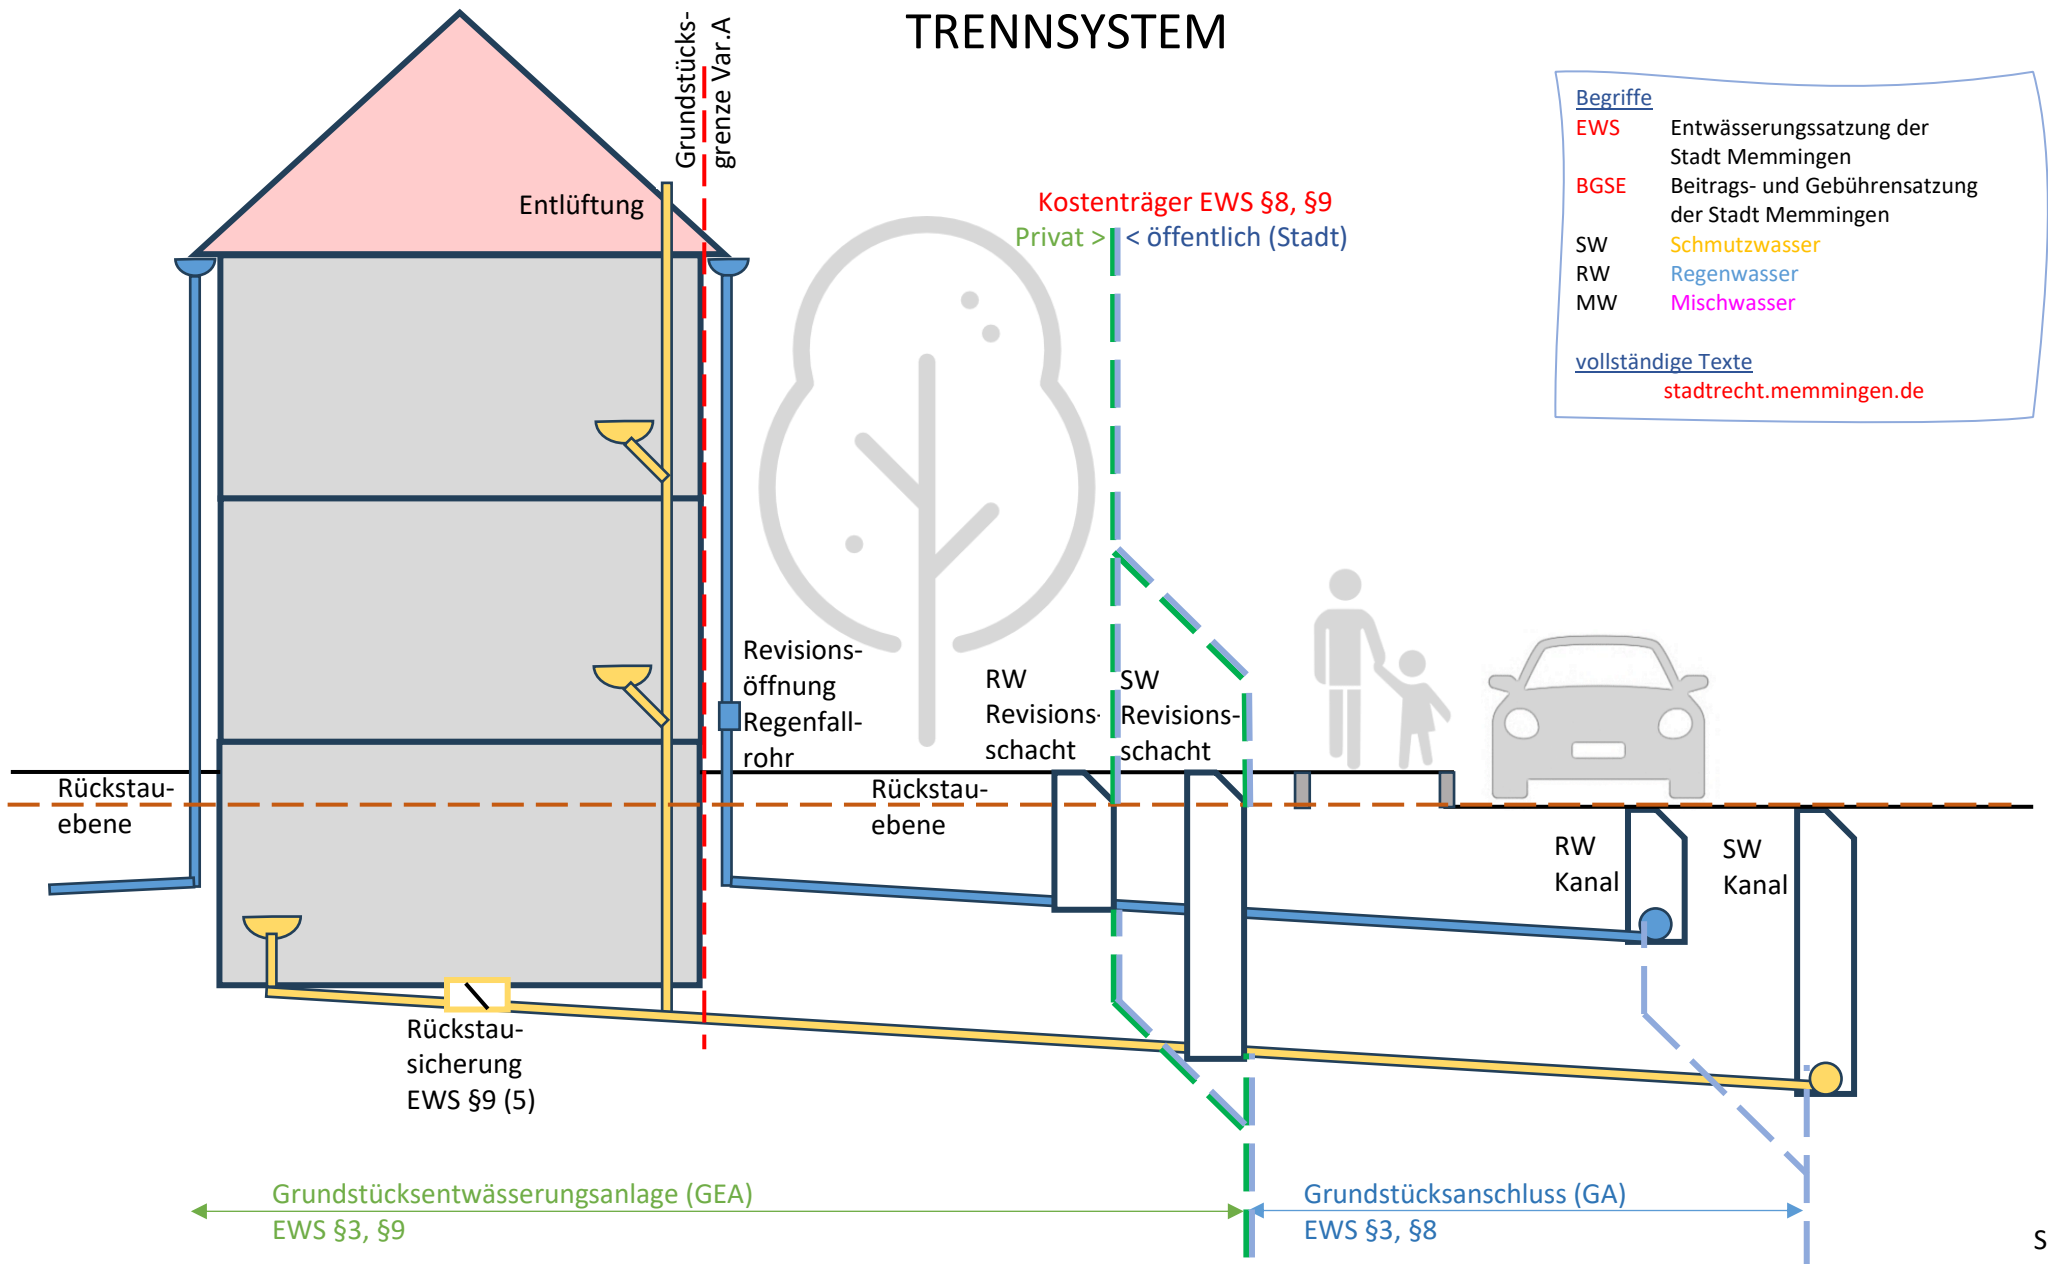 TRENNSYSTEM
Grundstücks-
grenze Var.A
Entlüftung
Kostenträger EWS §8, §9
Privat > < öffentlich (Stadt)
Begriffe
EWS Entwässerungssatzung der
Stadt Memmingen
BGSE Beitrags- und Gebührensatzung
der Stadt Memmingen
SW Schmutzwasser
RW Regenwasser
MW Mischwasser
vollständige Texte
stadtrecht.memmingen.de
Revisions-
öffnung
Regenfall-
rohr
RW
Revisions-
schacht
SW
Revisions-
schacht
Rückstau-
ebene
Rückstau-
ebene
RW
Kanal
SW
Kanal
Rückstau-
sicherung
EWS §9 (5)
Grundstücksentwässerungsanlage (GEA)
EWS §3, §9
Grundstücksanschluss (GA)
EWS §3, §8
S